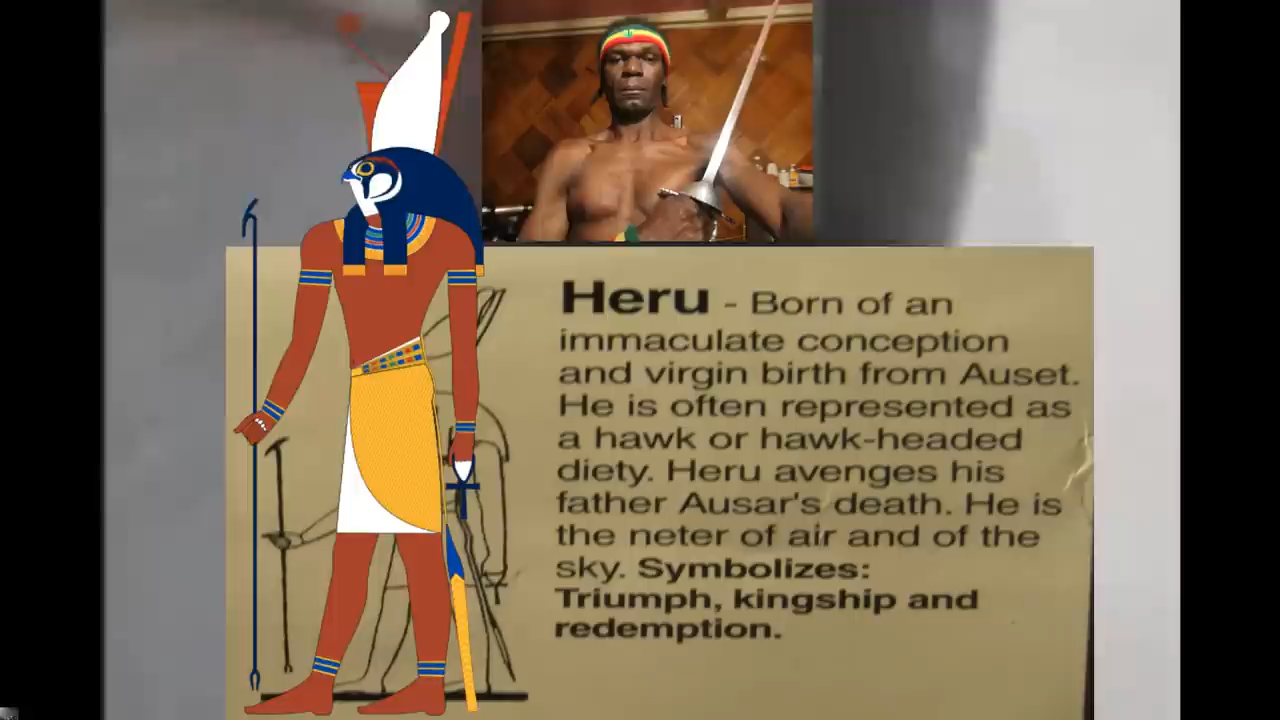 Heru - Born of an
immaculate conception
and virgin birth from Auset.
He is often represented as
a hawk or hawk-headed
diety. Heru avenges his
father Ausar's death. He is
the neter of air and of the
sky. Symbolizes:
Triumph, kingship and
redemption.